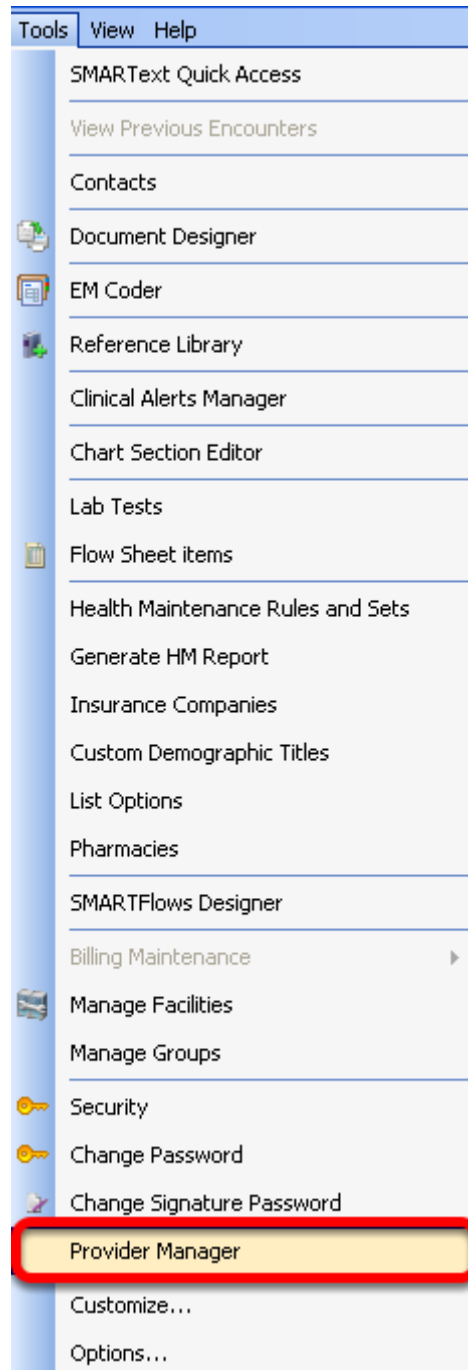 Tools View Help
SMARText Quick Access
View Previous Encounters
Contacts
Document Designer
EM Coder
Reference Library
Clinical Alerts Manager
Chart Section Editor
Lab Tests
Flow Sheet items
Health Maintenance Rules and Sets
Generate HM Report
Insurance Companies
Custom Demographic Titles
List Options
Pharmacies
SMARTFlows Designer
Billing Maintenance
Manage Facilities
Manage Groups
Security
Change Password
Change Signature Password
Provider Manager
Customize...
Options...